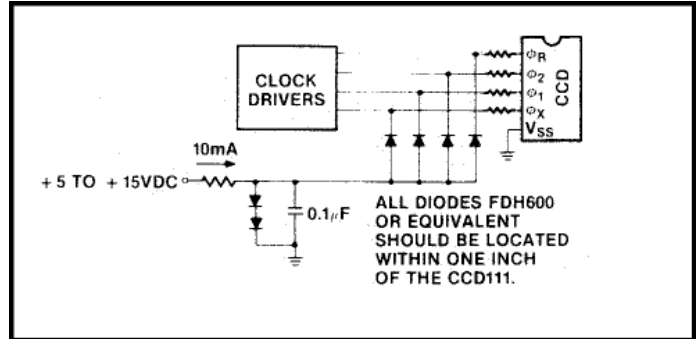 CLOCK
DRIVERS
ΦR
Φ2
Φ1
ΦX
VSS
CCD
10mA
+ 5 TO + 15VDC
0.1μF
ALL DIODES FDH600
OR EQUIVALENT
SHOULD BE LOCATED
WITHIN ONE INCH
OF THE CCD111.